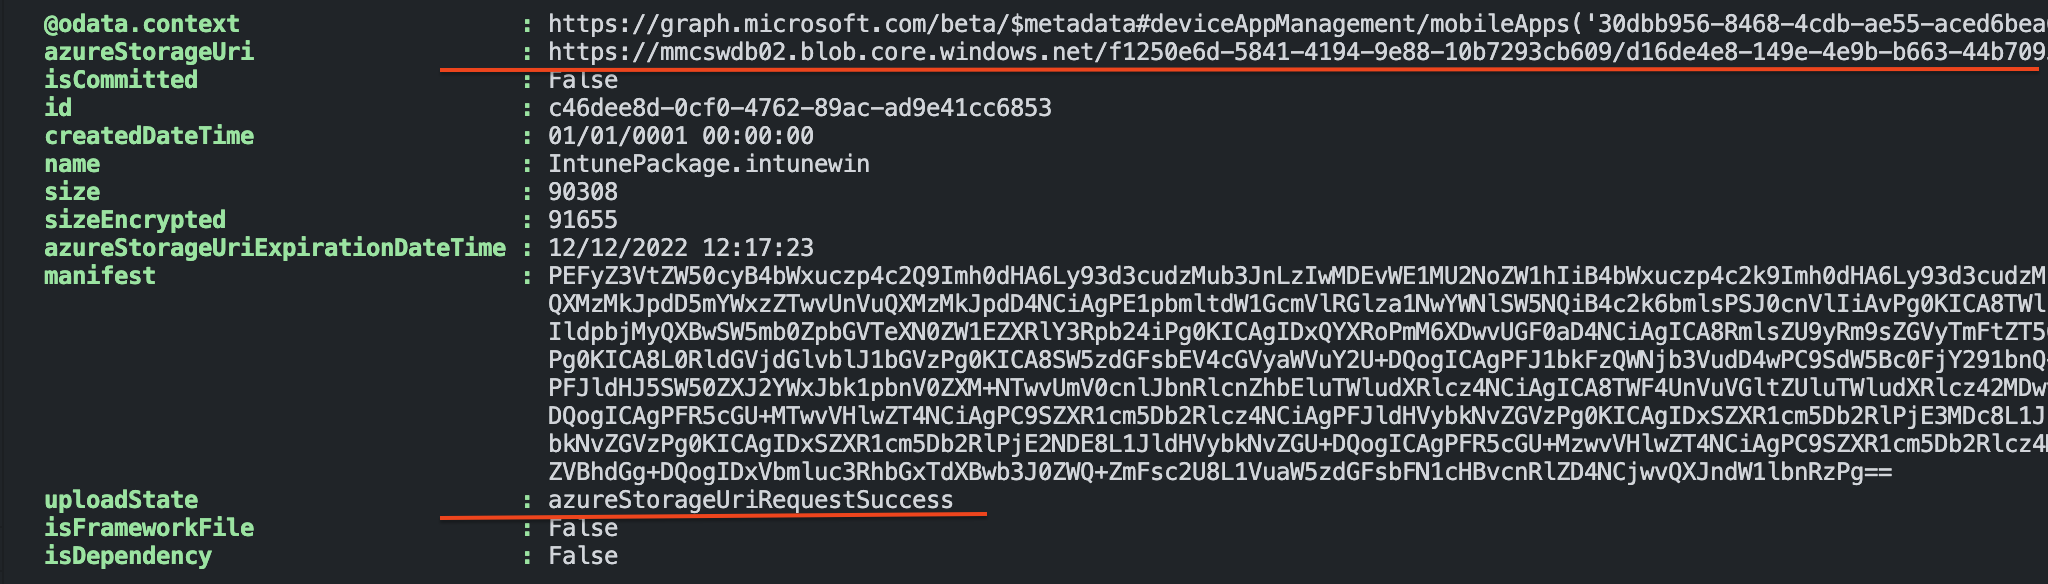 @odata.context : https://graph.microsoft.com/beta/$metadata#deviceAppManagement/mobileApps('30dbb956-8468-4cdb-ae55-aced6bea
azureStorageUri : https://mmcswdb02.blob.core.windows.net/f1250e6d-5841-4194-9e88-10b7293cb609/d16de4e8-149e-4e9b-b663-44b709
isCommitted : False
id : c46dee8d-0cf0-4762-89ac-ad9e41cc6853
createdDateTime : 01/01/0001 00:00:00
name : IntunePackage.intunewin
size : 90308
sizeEncrypted : 91655
azureStorageUriExpirationDateTime : 12/12/2022 12:17:23
manifest : PEFyZ3VtZW50cyB4bWxuczp4c2Q9Imh0dHA6Ly93d3cudzMub3JnLzIwMDEvWE1MU2NoZW1hIiB4bWxuczp4c2k9Imh0dHA6Ly93d3cudzM
QXMzMkJpdD5mYWxzZTwvUnVuQXMzMkJpdD4NCiAgPE1pbmltdW1GcmVlRGlza1NwYWNlSW5NQiB4c2k6bmlsPSJ0cnVlIiAvPg0KICA8TWl
IldpbjMyQXBwSW5mb0ZpbGVTeXN0ZW1EZXRlY3Rpb24iPg0KICAgIDxQYXRoPmM6XDwvUGF0aD4NCiAgICA8RmlsZU9yRm9sZGVyTmFtZT5
Pg0KICA8L0RldGVjdGlvblJ1bGVzPg0KICA8SW5zdGFsbEV4cGVyaWVuY2U+DQogICAgPFJ1bkFzQWNjb3VudD4wPC9SdW5Bc0FjY291bnQ
PFJldHJ5SW50ZXJ2YWxJbk1pbnV0ZXM+NTwvUmV0cnlJbnRlcnZhbEluTWludXRlcz4NCiAgICA8TWF4UnVuVGltZUluTWludXRlcz42MDw
DQogICAgPFR5cGU+MTwvVHlwZT4NCiAgPC9SZXR1cm5Db2Rlcz4NCiAgPFJldHVybkNvZGVzPg0KICAgIDxSZXR1cm5Db2RlPjE3MDc8L1J
bkNvZGVzPg0KICAgIDxSZXR1cm5Db2RlPjE2NDE8L1JldHVybkNvZGU+DQogICAgPFR5cGU+MzwvVHlwZT4NCiAgPC9SZXR1cm5Db2Rlcz4
ZVBhdGg+DQogIDxVbmluc3RhbGxTdXBwb3J0ZWQ+ZmFsc2U8L1VuaW5zdGFsbFN1cHBvcnRlZD4NCjwvQXJndW1lbnRzPg==
uploadState : azureStorageUriRequestSuccess
isFrameworkFile : False
isDependency : False